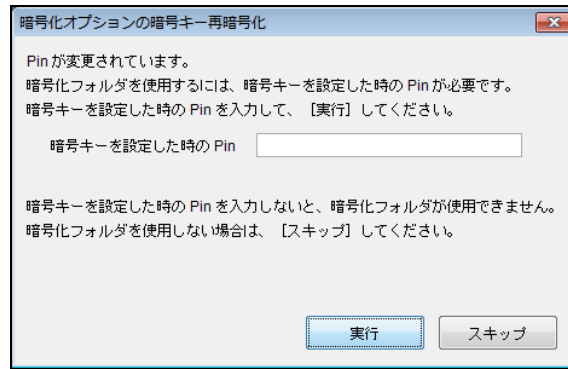 暗号化オプションの暗号キー再暗号化
Pin が変更されています。
暗号化フォルダを使用するには、暗号キーを設定した時の Pin が必要です。
暗号キーを設定した時の Pin を入力して、［実行］してください。
暗号キーを設定した時の Pin
暗号キーを設定した時の Pin を入力しないと、暗号化フォルダが使用できません。
暗号化フォルダを使用しない場合は、［スキップ］してください。
実行
スキップ